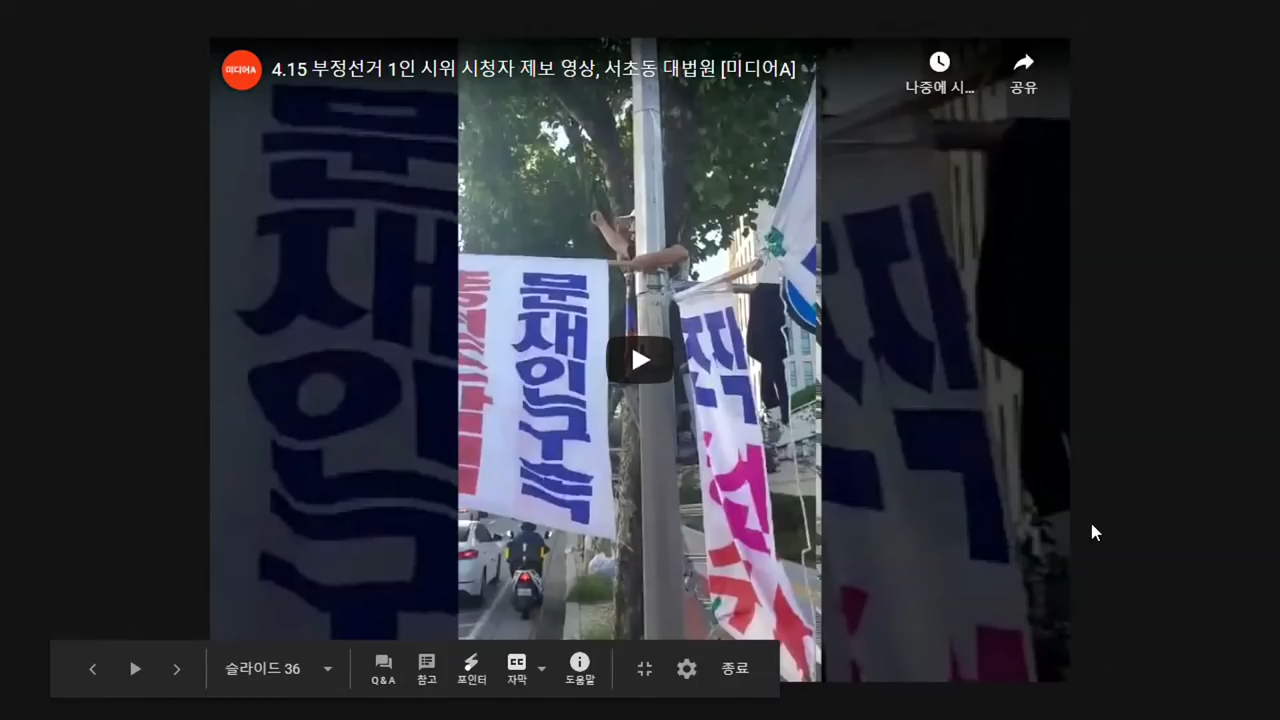 미디어A
4.15 부정선거 1인 시위 시청자 제보 영상, 서초동 대법원 [미디어A]
나중에 시...
공유
문재인구속
슬라이드 36
Q&A
참고
포인터
자막
도움말
종료